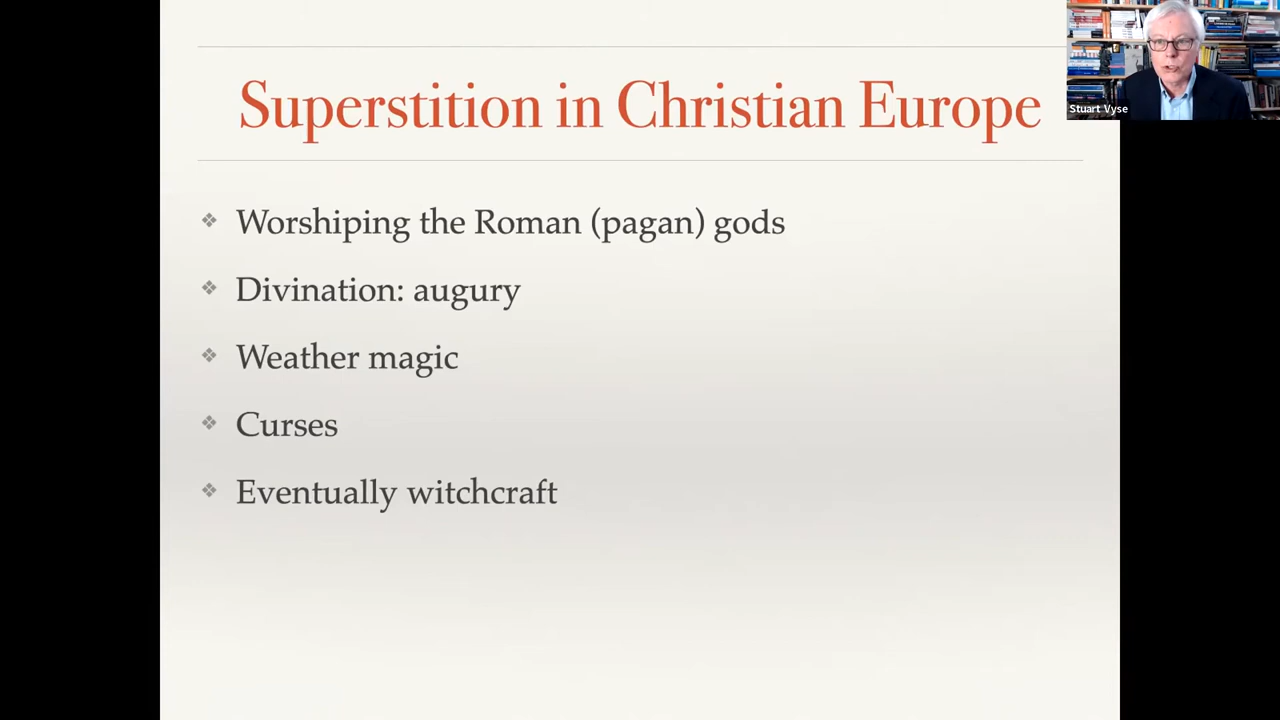 Superstition in Christian Europe
Stuart Vyse
Worshiping the Roman (pagan) gods
Divination: augury
Weather magic
Curses
Eventually witchcraft